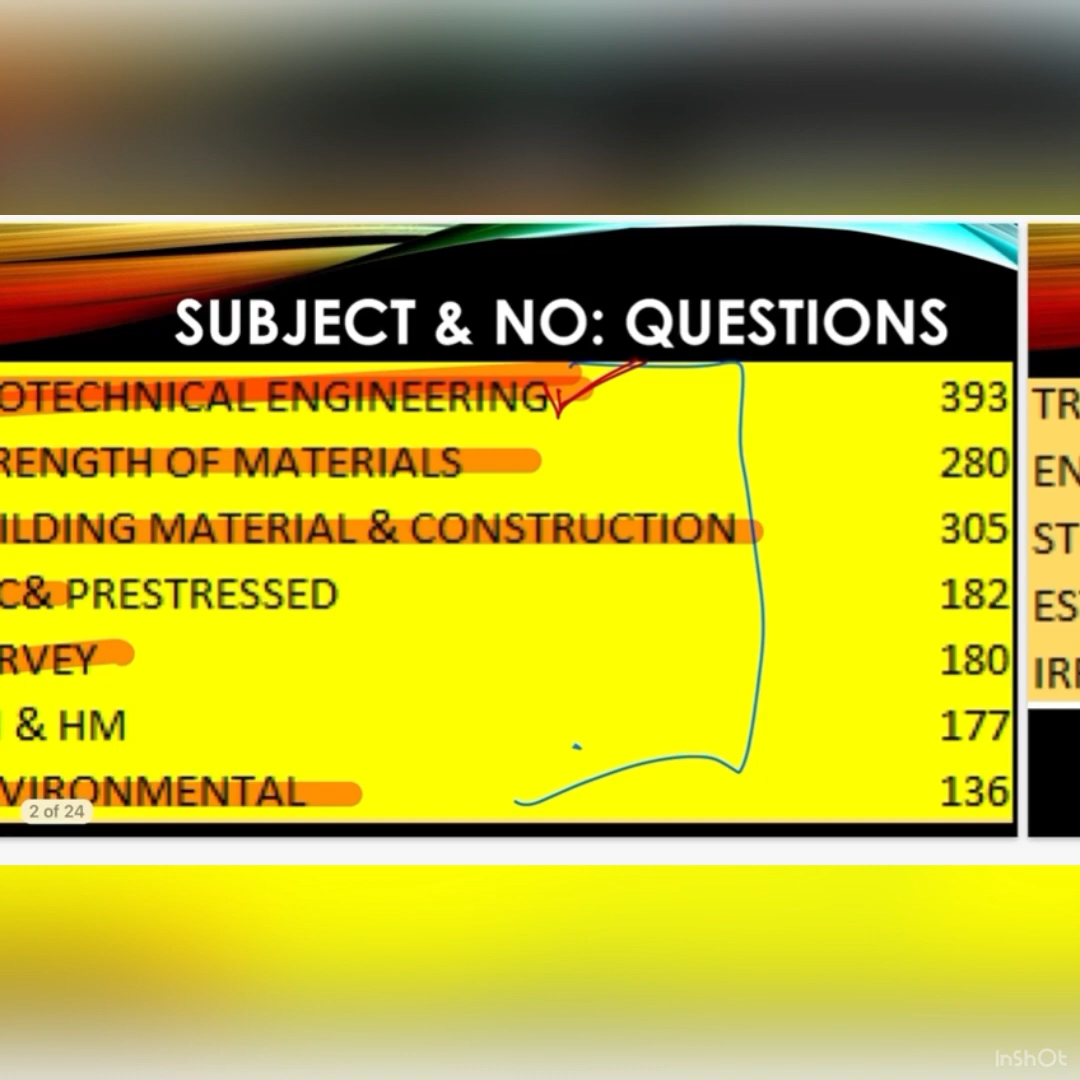 SUBJECT & NO: QUESTIONS
OTECHNICAL ENGINEERING 393
RENGTH OF MATERIALS 280
ILDING MATERIAL & CONSTRUCTION 305
C& PRESTRESSED 182
RVEY 180
& HM 177
VIRONMENTAL 136
2 of 24
TR
EN
ST
ES
IR
InShOt